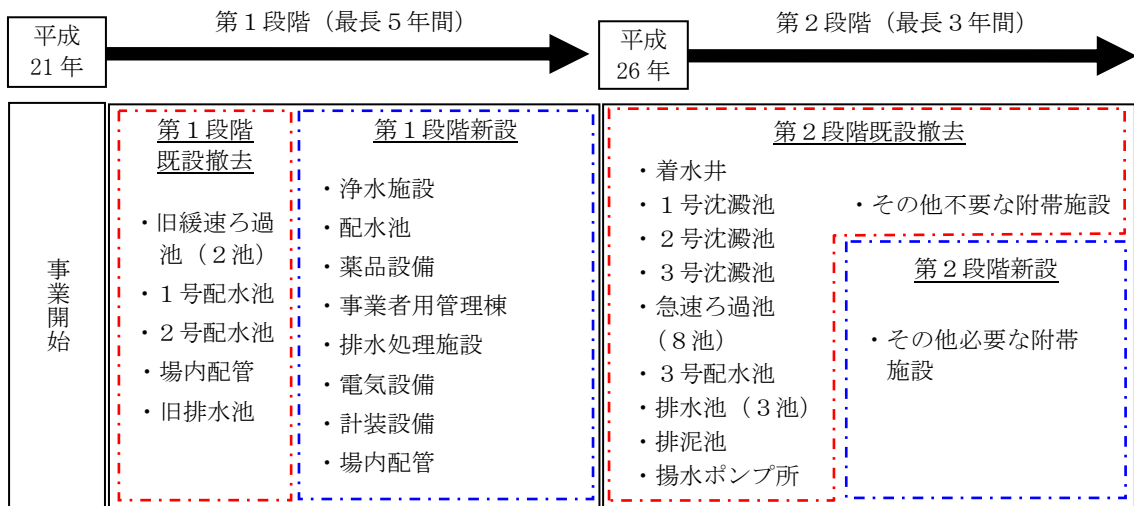 平成
21年
第１段階（最長５年間）
平成
26年
第２段階（最長３年間）
事業開始
第１段階
既設撤去
・旧緩速ろ過
池（２池）
・１号配水池
・２号配水池
・場内配管
・旧排水池
第１段階新設
・浄水施設
・配水池
・薬品設備
・事業者用管理棟
・排水処理施設
・電気設備
・計装設備
・場内配管
第２段階既設撤去
・着水井
・１号沈澱池
・２号沈澱池
・３号沈澱池
・急速ろ過池
（８池）
・３号配水池
・排水池（３池）
・排泥池
・揚水ポンプ所
・その他不要な附帯施設
第２段階新設
・その他必要な附帯
施設